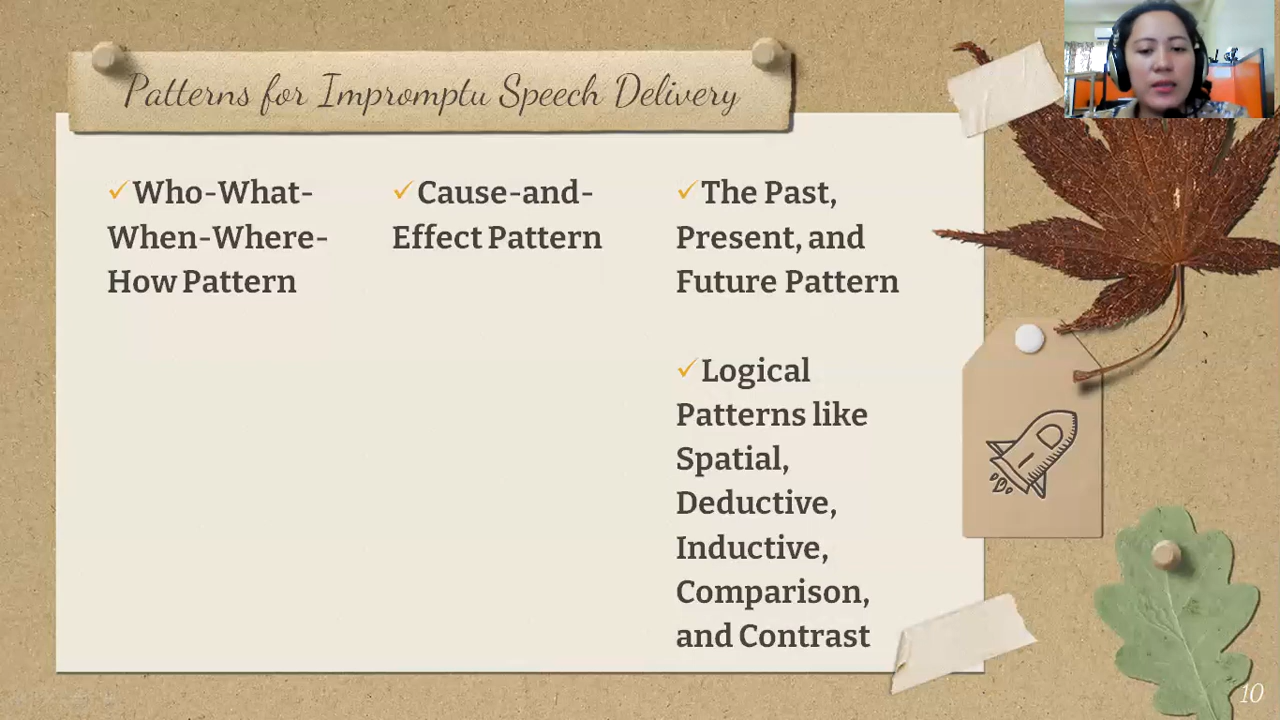 Patterns for Impromptu Speech Delivery
✓Who-What-
When-Where-
How Pattern
✓Cause-and-
Effect Pattern
✓The Past,
Present, and
Future Pattern
✓Logical
Patterns like
Spatial,
Deductive,
Inductive,
Comparison,
and Contrast
10